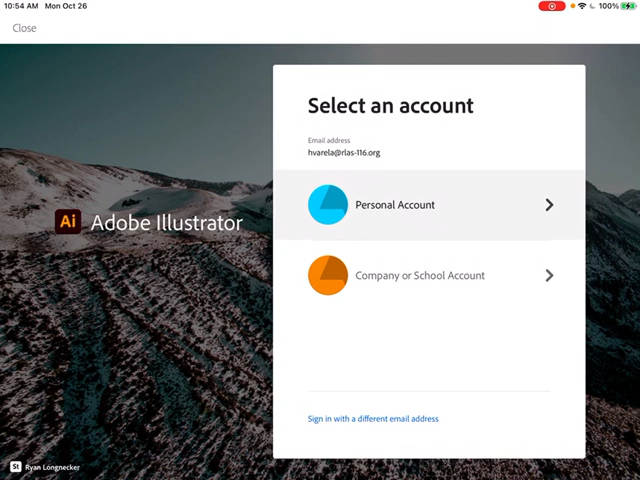 10:54 AM Mon Oct 26 100%
Close
Select an account
Email address
hvarela@rlas-116.org
Personal Account
Ai Adobe Illustrator
Company or School Account
Sign in with a different email address
St Ryan Longnecker